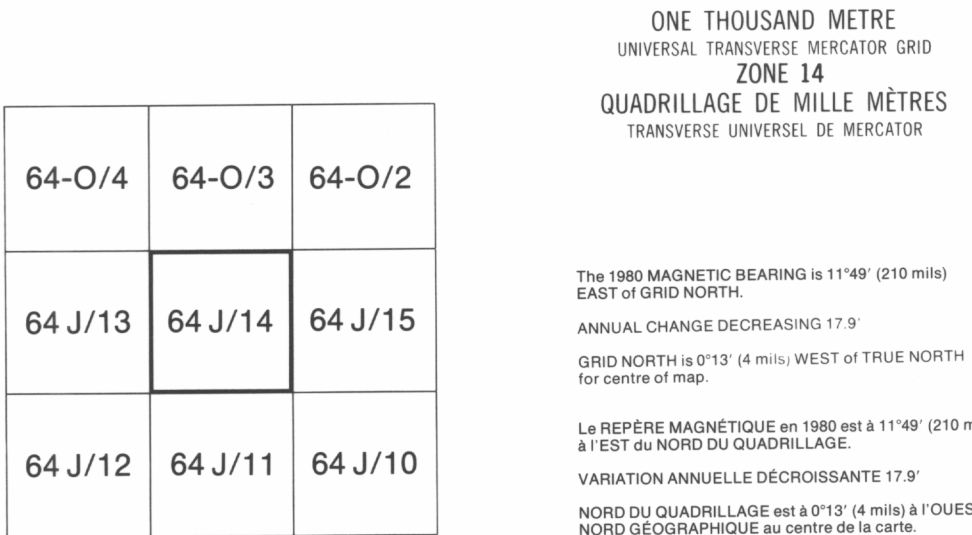 ONE THOUSAND METRE
UNIVERSAL TRANSVERSE MERCATOR GRID
ZONE 14
QUADRILLAGE DE MILLE MÈTRES
TRANSVERSE UNIVERSEL DE MERCATOR
64-O/4 64-O/3 64-O/2
64 J/13 64 J/14 64 J/15
64 J/12 64 J/11 64 J/10
The 1980 MAGNETIC BEARING is 11°49′ (210 mils)
EAST of GRID NORTH.
ANNUAL CHANGE DECREASING 17.9′
GRID NORTH is 0°13′ (4 mils) WEST of TRUE NORTH
for centre of map.
Le REPÈRE MAGNÉTIQUE en 1980 est à 11°49′ (210 m
à l'EST du NORD DU QUADRILLAGE.
VARIATION ANNUELLE DÉCROISSANTE 17.9′
NORD DU QUADRILLAGE est à 0°13′ (4 mils) à l'OUES
NORD GÉOGRAPHIQUE au centre de la carte.